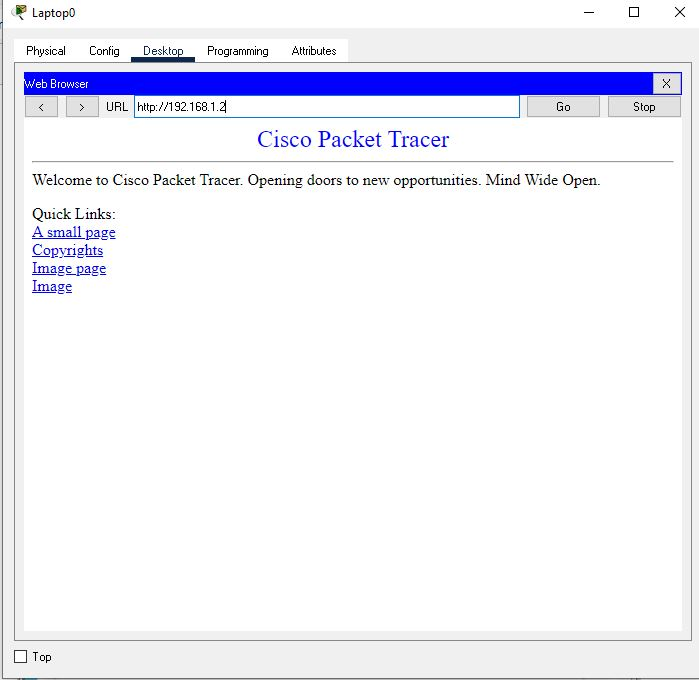 Laptop0
Physical Config Desktop Programming Attributes
Web Browser X
< > URL http://192.168.1.2 Go Stop
Cisco Packet Tracer
Welcome to Cisco Packet Tracer. Opening doors to new opportunities. Mind Wide Open.
Quick Links:
A small page
Copyrights
Image page
Image
Top